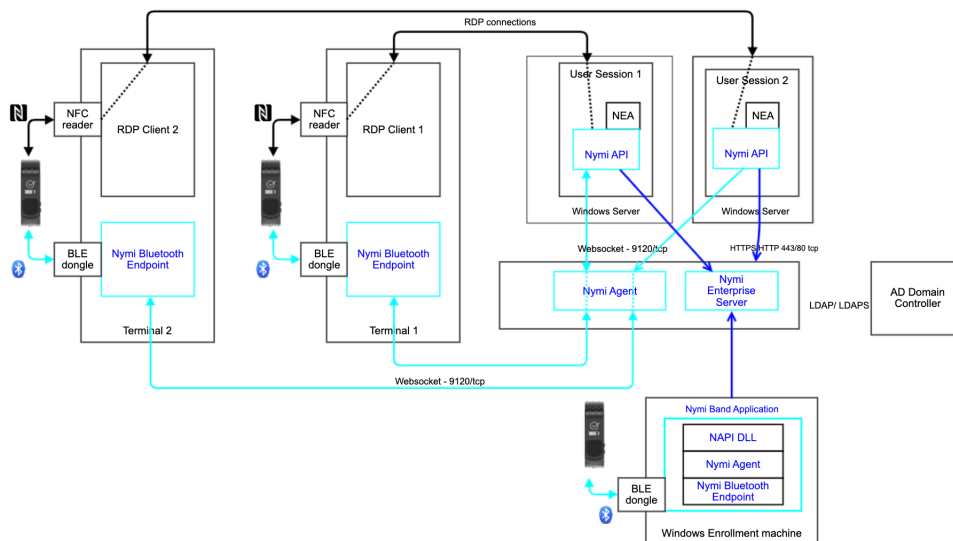 RDP connections
User Session 1
User Session 2
NFC
reader
RDP Client 2
NFC
reader
RDP Client 1
NEA
NEA
Nymi API
Nymi API
Windows Server
Windows Server
BLE
dongle
Nymi Bluetooth
Endpoint
BLE
dongle
Nymi Bluetooth
Endpoint
Websocket - 9120/tcp
HTTPS/HTTP 443/80 tcp
Nymi Agent
Nymi
Enterprise
Server
LDAP/ LDAPS
AD Domain
Controller
Terminal 2
Terminal 1
Websocket - 9120/tcp
Nymi Band Application
NAPI DLL
Nymi Agent
Nymi Bluetooth
Endpoint
BLE
dongle
Windows Enrollment machine